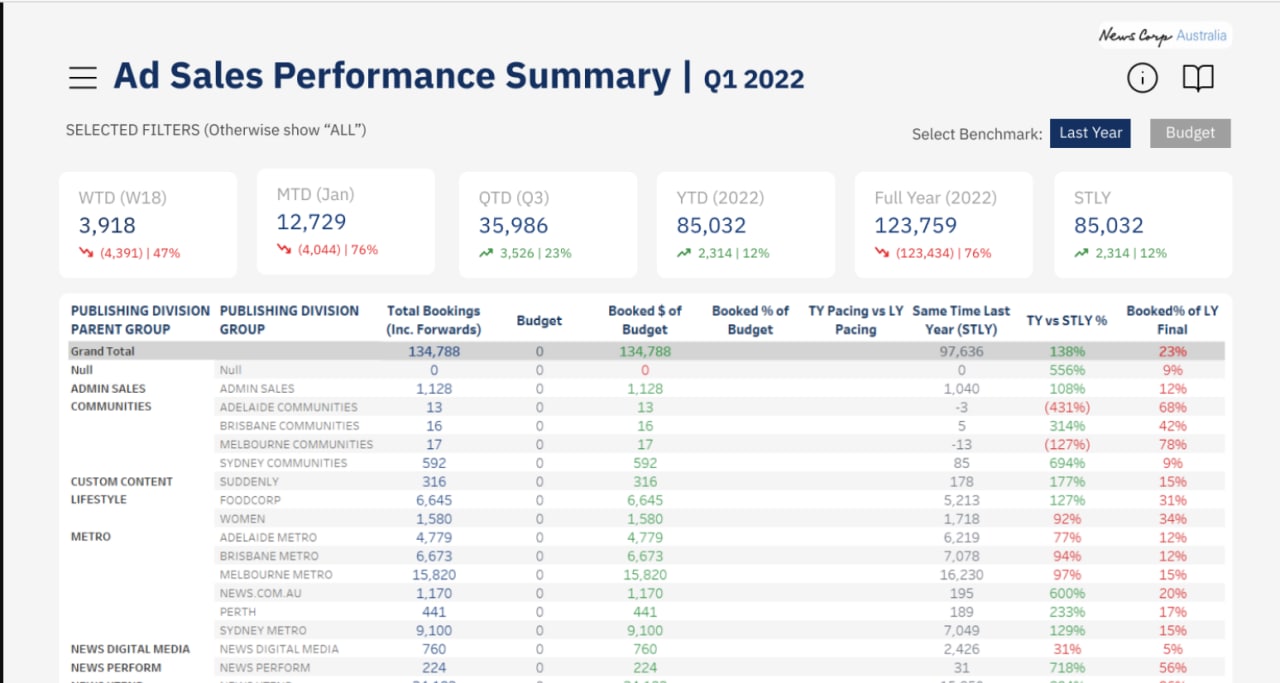 News Corp Australia
Ad Sales Performance Summary | Q1 2022
SELECTED FILTERS (Otherwise show “ALL”)
Select Benchmark: Last Year Budget
WTD (W18) MTD (Jan) QTD (Q3) YTD (2022) Full Year (2022) STLY
3,918 12,729 35,986 85,032 123,759 85,032
(4,391) | 47% (4,044) | 76% 3,526 | 23% 2,314 | 12% (123,434) | 76% 2,314 | 12%
PUBLISHING DIVISION PUBLISHING DIVISION Total Bookings Budget Booked $ of Booked % of TY Pacing vs LY Same Time Last TY vs STLY % Booked% of LY
PARENT GROUP GROUP (Inc. Forwards) Budget Budget Pacing Year (STLY) Final
Grand Total 134,788 0 134,788 97,636 138% 23%
Null Null 0 0 0 0 556% 9%
ADMIN SALES ADMIN SALES 1,128 0 1,128 1,040 108% 12%
COMMUNITIES ADELAIDE COMMUNITIES 13 0 13 -3 (431%) 68%
BRISBANE COMMUNITIES 16 0 16 5 314% 42%
MELBOURNE COMMUNITIES 17 0 17 -13 (127%) 78%
SYDNEY COMMUNITIES 592 0 592 85 694% 9%
CUSTOM CONTENT SUDDENLY 316 0 316 178 177% 15%
LIFESTYLE FOODCORP 6,645 0 6,645 5,213 127% 31%
WOMEN 1,580 0 1,580 1,718 92% 34%
METRO ADELAIDE METRO 4,779 0 4,779 6,219 77% 12%
BRISBANE METRO 6,673 0 6,673 7,078 94% 12%
MELBOURNE METRO 15,820 0 15,820 16,230 97% 15%
NEWS.COM.AU 1,170 0 1,170 195 600% 20%
PERTH 441 0 441 189 233% 17%
SYDNEY METRO 9,100 0 9,100 7,049 129% 15%
NEWS DIGITAL MEDIA NEWS DIGITAL MEDIA 760 0 760 2,426 31% 5%
NEWS PERFORM NEWS PERFORM 224 0 224 31 718% 56%